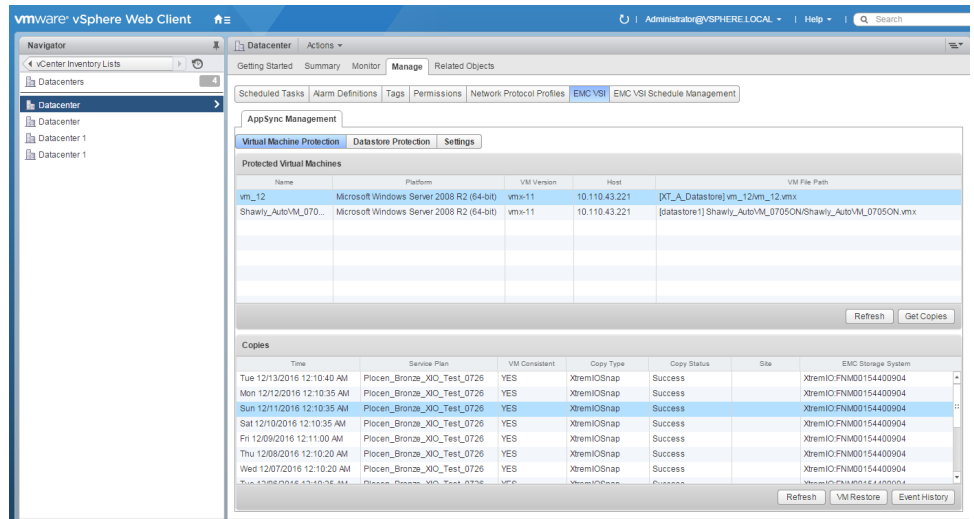 vmware® vSphere Web Client
Administrator@VSPHERE.LOCAL
Help
Search
Navigator
Datacenter
Actions
vCenter Inventory Lists
Getting Started Summary Monitor Manage Related Objects
Datacenters 4
Datacenter
Datacenter
Datacenter 1
Datacenter 1
Scheduled Tasks Alarm Definitions Tags Permissions Network Protocol Profiles EMC VSI EMC VSI Schedule Management
AppSync Management
Virtual Machine Protection Datastore Protection Settings
Protected Virtual Machines
Name Platform VM Version Host VM File Path
vm_12 Microsoft Windows Server 2008 R2 (64-bit) vmx-11 10.110.43.221 [XT_A_Datastore] vm_12/vm_12.vmx
Shawly_AutoVM_070... Microsoft Windows Server 2008 R2 (64-bit) vmx-11 10.110.43.221 [datastore1] Shawly_AutoVM_0705ON/Shawly_AutoVM_0705ON.vmx
Refresh Get Copies
Copies
Time Service Plan VM Consistent Copy Type Copy Status Site EMC Storage System
Tue 12/13/2016 12:10:40 AM Plocen_Bronze_XIO_Test_0726 YES XtremIOSnap Success XtremIO:FNM00154400904
Mon 12/12/2016 12:10:35 AM Plocen_Bronze_XIO_Test_0726 YES XtremIOSnap Success XtremIO:FNM00154400904
Sun 12/11/2016 12:10:35 AM Plocen_Bronze_XIO_Test_0726 YES XtremIOSnap Success XtremIO:FNM00154400904
Sat 12/10/2016 12:10:35 AM Plocen_Bronze_XIO_Test_0726 YES XtremIOSnap Success XtremIO:FNM00154400904
Fri 12/09/2016 12:11:00 AM Plocen_Bronze_XIO_Test_0726 YES XtremIOSnap Success XtremIO:FNM00154400904
Thu 12/08/2016 12:10:20 AM Plocen_Bronze_XIO_Test_0726 YES XtremIOSnap Success XtremIO:FNM00154400904
Wed 12/07/2016 12:10:20 AM Plocen_Bronze_XIO_Test_0726 YES XtremIOSnap Success XtremIO:FNM00154400904
Refresh VM Restore Event History